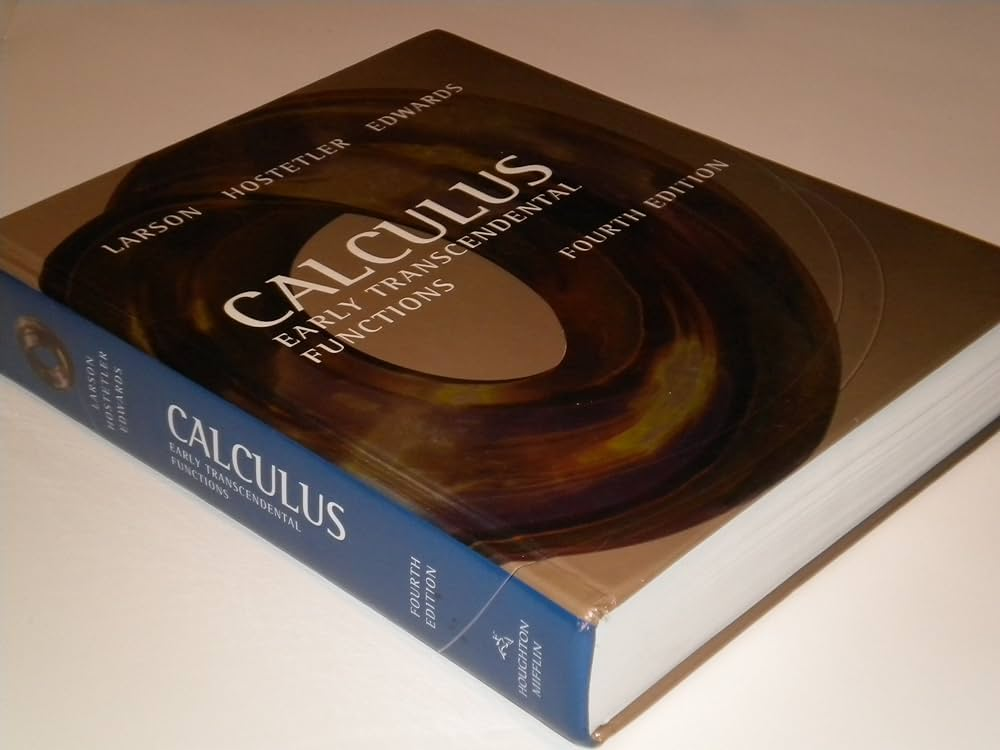 LARSON HOSTETLER EDWARDS
CALCULUS
EARLY TRANSCENDENTAL
FUNCTIONS
FOURTH EDITION
LARSON
HOSTETLER
EDWARDS
CALCULUS
EARLY TRANSCENDENTAL
FUNCTIONS
FOURTH
EDITION
HOUGHTON
MIFFLIN